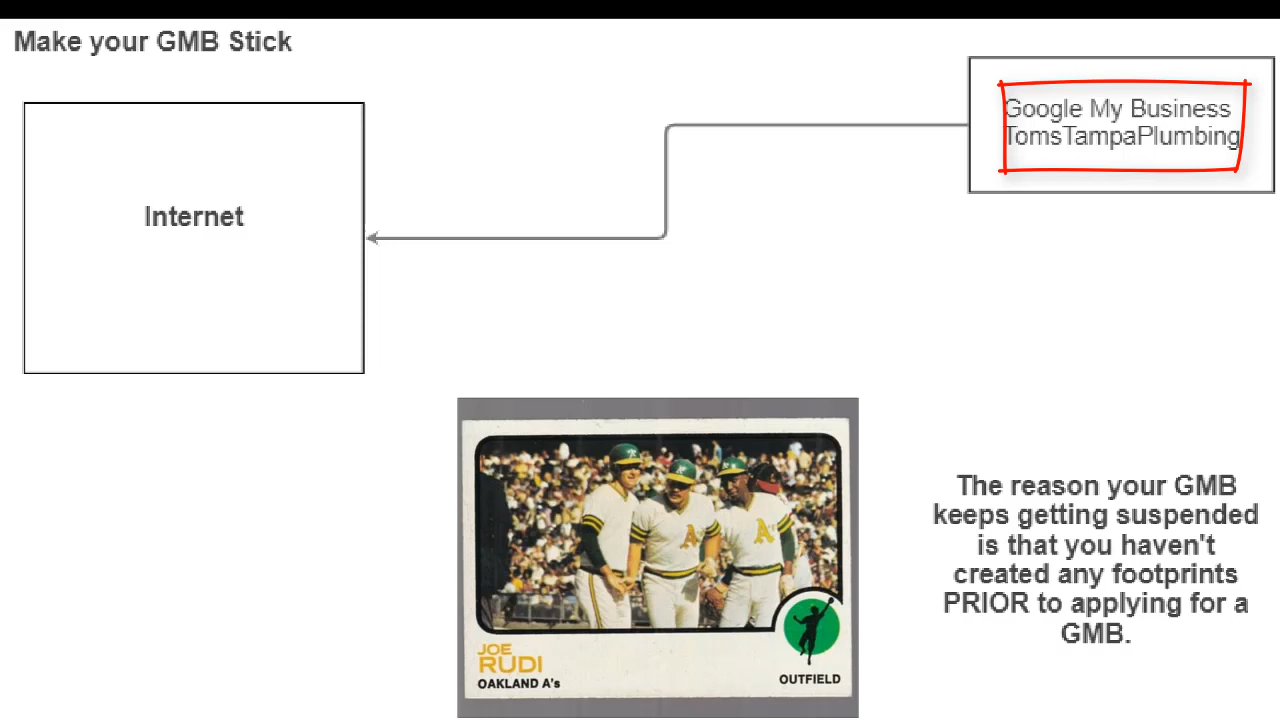 Make your GMB Stick
Google My Business
TomsTampaPlumbing
Internet
The reason your GMB
keeps getting suspended
is that you haven't
created any footprints
PRIOR to applying for a
GMB.
JOE
RUDI
OAKLAND A's
OUTFIELD